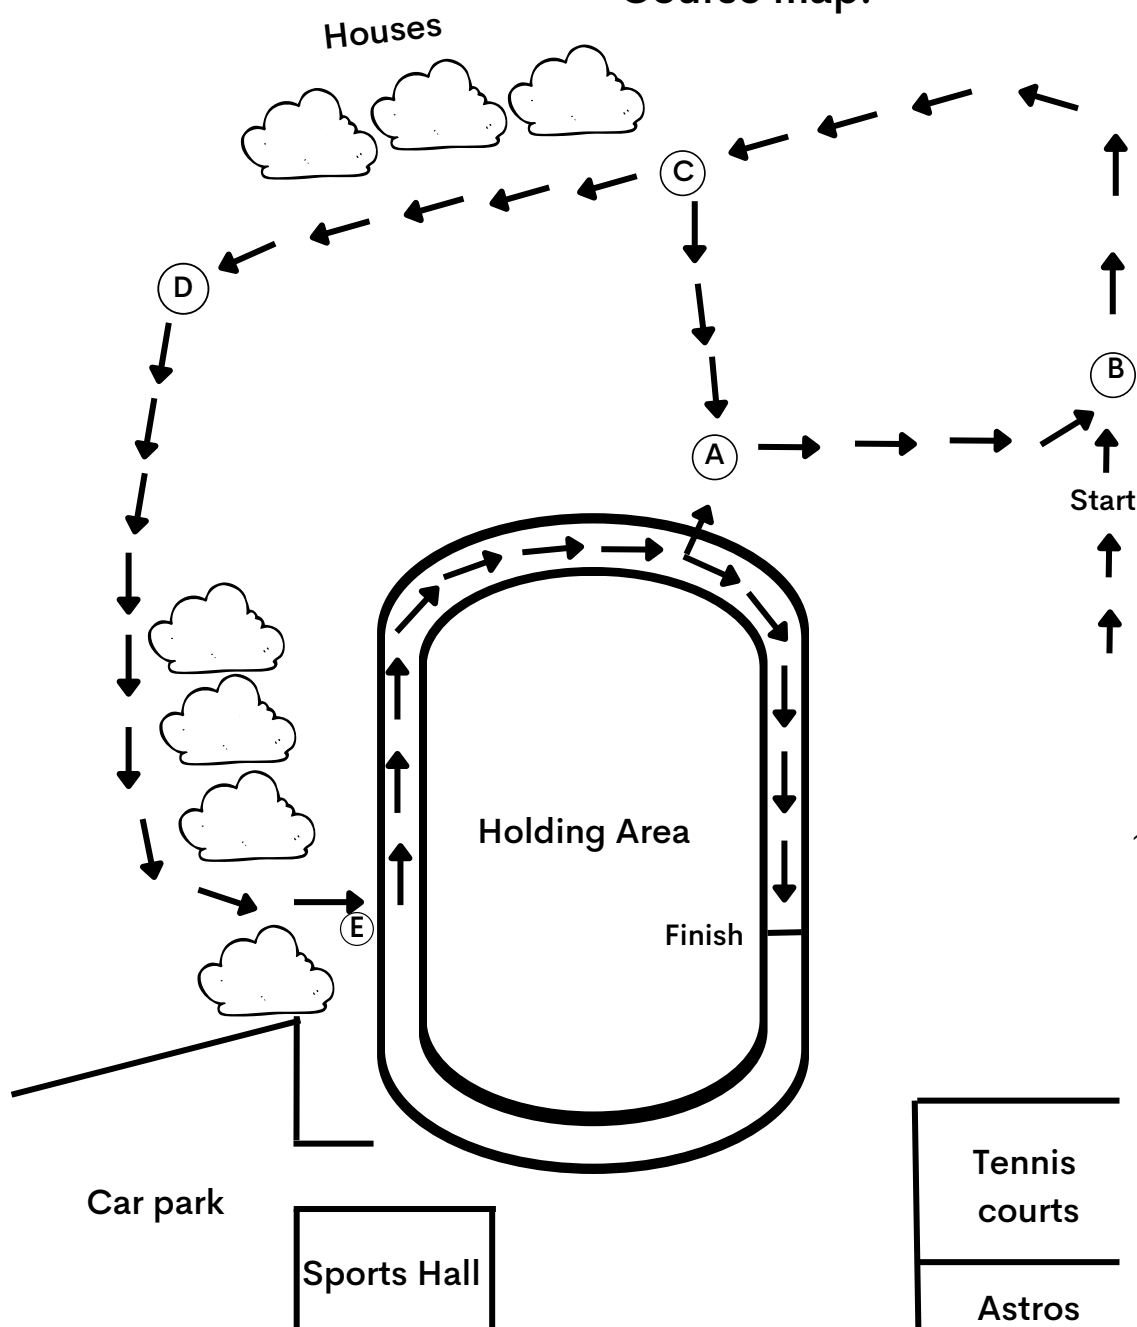 Course map:
Houses
C
D
B
A
Start
Holding Area
E
Finish
Tennis
courts
Car park
Sports Hall
Astros